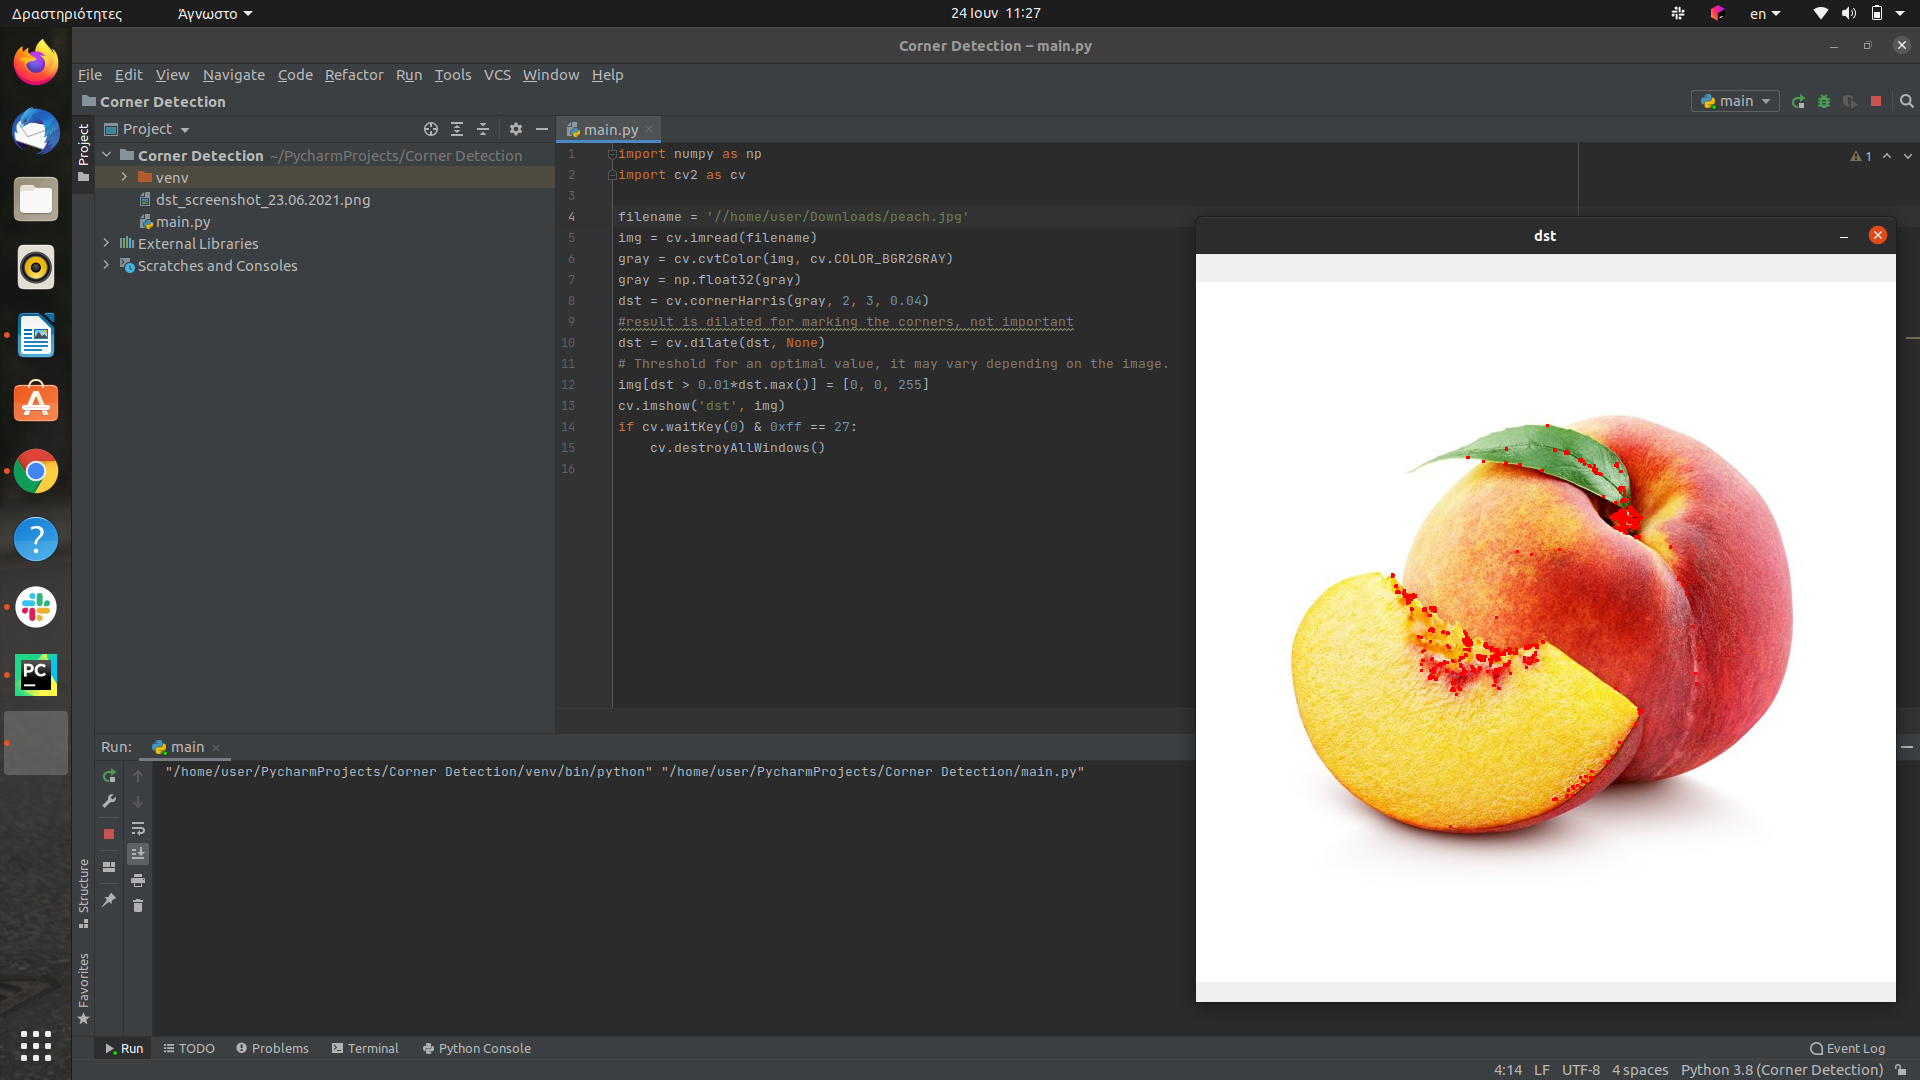 Δραστηριότητες Άγνωστο 24 Ιουν 11:27 en
Corner Detection – main.py
File Edit View Navigate Code Refactor Run Tools VCS Window Help
Corner Detection main
Project main.py
Project
Corner Detection ~/PycharmProjects/Corner Detection
venv
dst_screenshot_23.06.2021.png
main.py
External Libraries
Scratches and Consoles
1 import numpy as np
2 import cv2 as cv
3
4 filename = '//home/user/Downloads/peach.jpg'
5 img = cv.imread(filename)
6 gray = cv.cvtColor(img, cv.COLOR_BGR2GRAY)
7 gray = np.float32(gray)
8 dst = cv.cornerHarris(gray, 2, 3, 0.04)
9 #result is dilated for marking the corners, not important
10 dst = cv.dilate(dst, None)
11 # Threshold for an optimal value, it may vary depending on the image.
12 img[dst > 0.01*dst.max()] = [0, 0, 255]
13 cv.imshow('dst', img)
14 if cv.waitKey(0) & 0xff == 27:
15     cv.destroyAllWindows()
16
1
dst
PC
Run: main
"/home/user/PycharmProjects/Corner Detection/venv/bin/python" "/home/user/PycharmProjects/Corner Detection/main.py"
Structure
Favorites
Run TODO Problems Terminal Python Console Event Log
4:14 LF UTF-8 4 spaces Python 3.8 (Corner Detection)